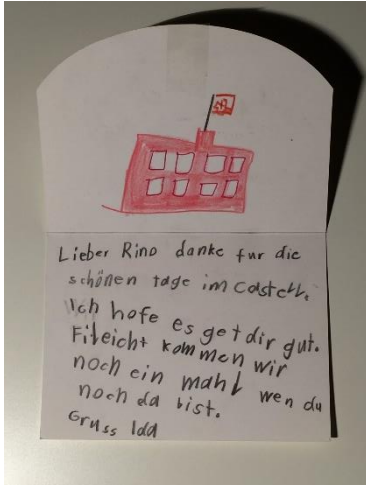 Lieber Rino danke fur die
schönen tage im castell.
Ich hofe es get dir gut.
Fileicht kommen wir
noch ein mahl wen du
noch da bist.
Gruss Ida